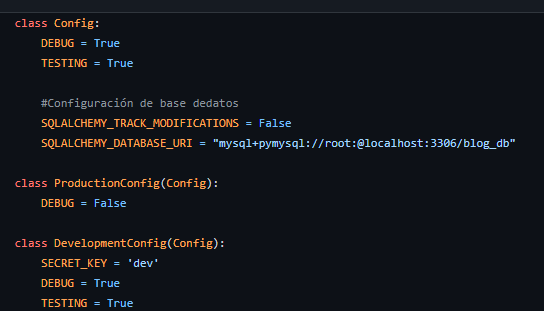 class Config:
    DEBUG = True
    TESTING = True
    #Configuración de base dedatos
    SQLALCHEMY_TRACK_MODIFICATIONS = False
    SQLALCHEMY_DATABASE_URI = "mysql+pymysql://root:@localhost:3306/blog_db"
class ProductionConfig(Config):
    DEBUG = False
class DevelopmentConfig(Config):
    SECRET_KEY = 'dev'
    DEBUG = True
    TESTING = True